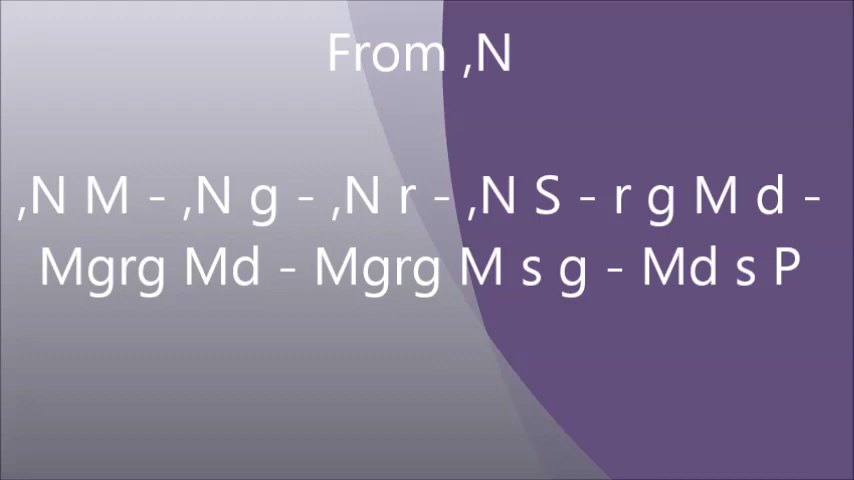 From ,N
,N M - ,N g - ,N r - ,N S - r g M d -
Mgrg Md - Mgrg M s g - Md s P